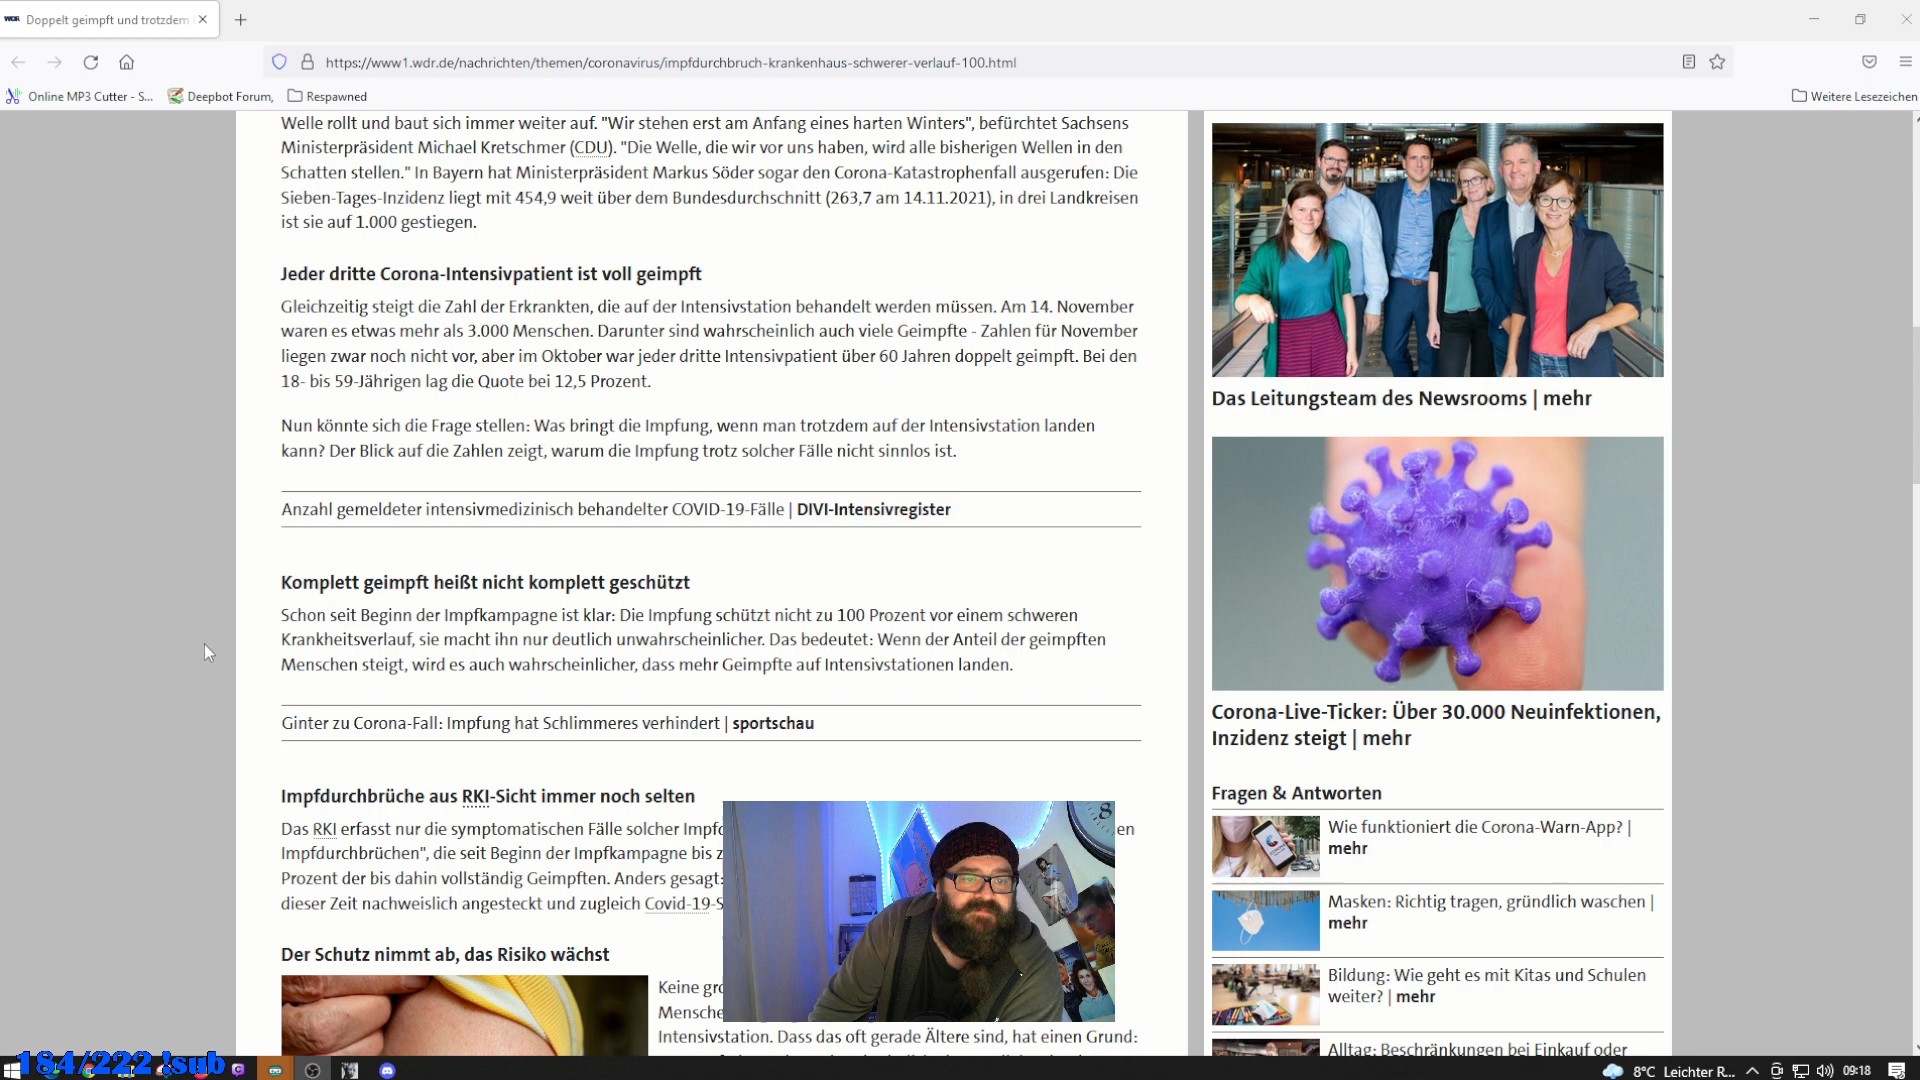 WDR Doppelt geimpft und trotzdem
https://www1.wdr.de/nachrichten/themen/coronavirus/impfdurchbruch-krankenhaus-schwerer-verlauf-100.html
Online MP3 Cutter - S... Deepbot Forum, Respawned Weitere Lesezeichen
Welle rollt und baut sich immer weiter auf. "Wir stehen erst am Anfang eines harten Winters", befürchtet Sachsens
Ministerpräsident Michael Kretschmer (CDU). "Die Welle, die wir vor uns haben, wird alle bisherigen Wellen in den
Schatten stellen." In Bayern hat Ministerpräsident Markus Söder sogar den Corona-Katastrophenfall ausgerufen: Die
Sieben-Tages-Inzidenz liegt mit 454,9 weit über dem Bundesdurchschnitt (263,7 am 14.11.2021), in drei Landkreisen
ist sie auf 1.000 gestiegen.
Jeder dritte Corona-Intensivpatient ist voll geimpft
Gleichzeitig steigt die Zahl der Erkrankten, die auf der Intensivstation behandelt werden müssen. Am 14. November
waren es etwas mehr als 3.000 Menschen. Darunter sind wahrscheinlich auch viele Geimpfte - Zahlen für November
liegen zwar noch nicht vor, aber im Oktober war jeder dritte Intensivpatient über 60 Jahren doppelt geimpft. Bei den
18- bis 59-Jährigen lag die Quote bei 12,5 Prozent.
Nun könnte sich die Frage stellen: Was bringt die Impfung, wenn man trotzdem auf der Intensivstation landen
kann? Der Blick auf die Zahlen zeigt, warum die Impfung trotz solcher Fälle nicht sinnlos ist.
Anzahl gemeldeter intensivmedizinisch behandelter COVID-19-Fälle | DIVI-Intensivregister
Komplett geimpft heißt nicht komplett geschützt
Schon seit Beginn der Impfkampagne ist klar: Die Impfung schützt nicht zu 100 Prozent vor einem schweren
Krankheitsverlauf, sie macht ihn nur deutlich unwahrscheinlicher. Das bedeutet: Wenn der Anteil der geimpften
Menschen steigt, wird es auch wahrscheinlicher, dass mehr Geimpfte auf Intensivstationen landen.
Ginter zu Corona-Fall: Impfung hat Schlimmeres verhindert | sportschau
Impfdurchbrüche aus RKI-Sicht immer noch selten
Das RKI erfasst nur die symptomatischen Fälle solcher Impfd en
Impfdurchbrüchen", die seit Beginn der Impfkampagne bis z
Prozent der bis dahin vollständig Geimpften. Anders gesagt:
dieser Zeit nachweislich angesteckt und zugleich Covid-19-S
Der Schutz nimmt ab, das Risiko wächst
Keine gro
Mensche
Intensivstation. Dass das oft gerade Ältere sind, hat einen Grund:
Das Leitungsteam des Newsrooms | mehr
Corona-Live-Ticker: Über 30.000 Neuinfektionen,
Inzidenz steigt | mehr
Fragen & Antworten
Wie funktioniert die Corona-Warn-App? |
mehr
Masken: Richtig tragen, gründlich waschen |
mehr
Bildung: Wie geht es mit Kitas und Schulen
weiter? | mehr
Alltag: Beschränkungen bei Einkauf oder
8
184/222 !sub
8°C Leichter R... 09:18